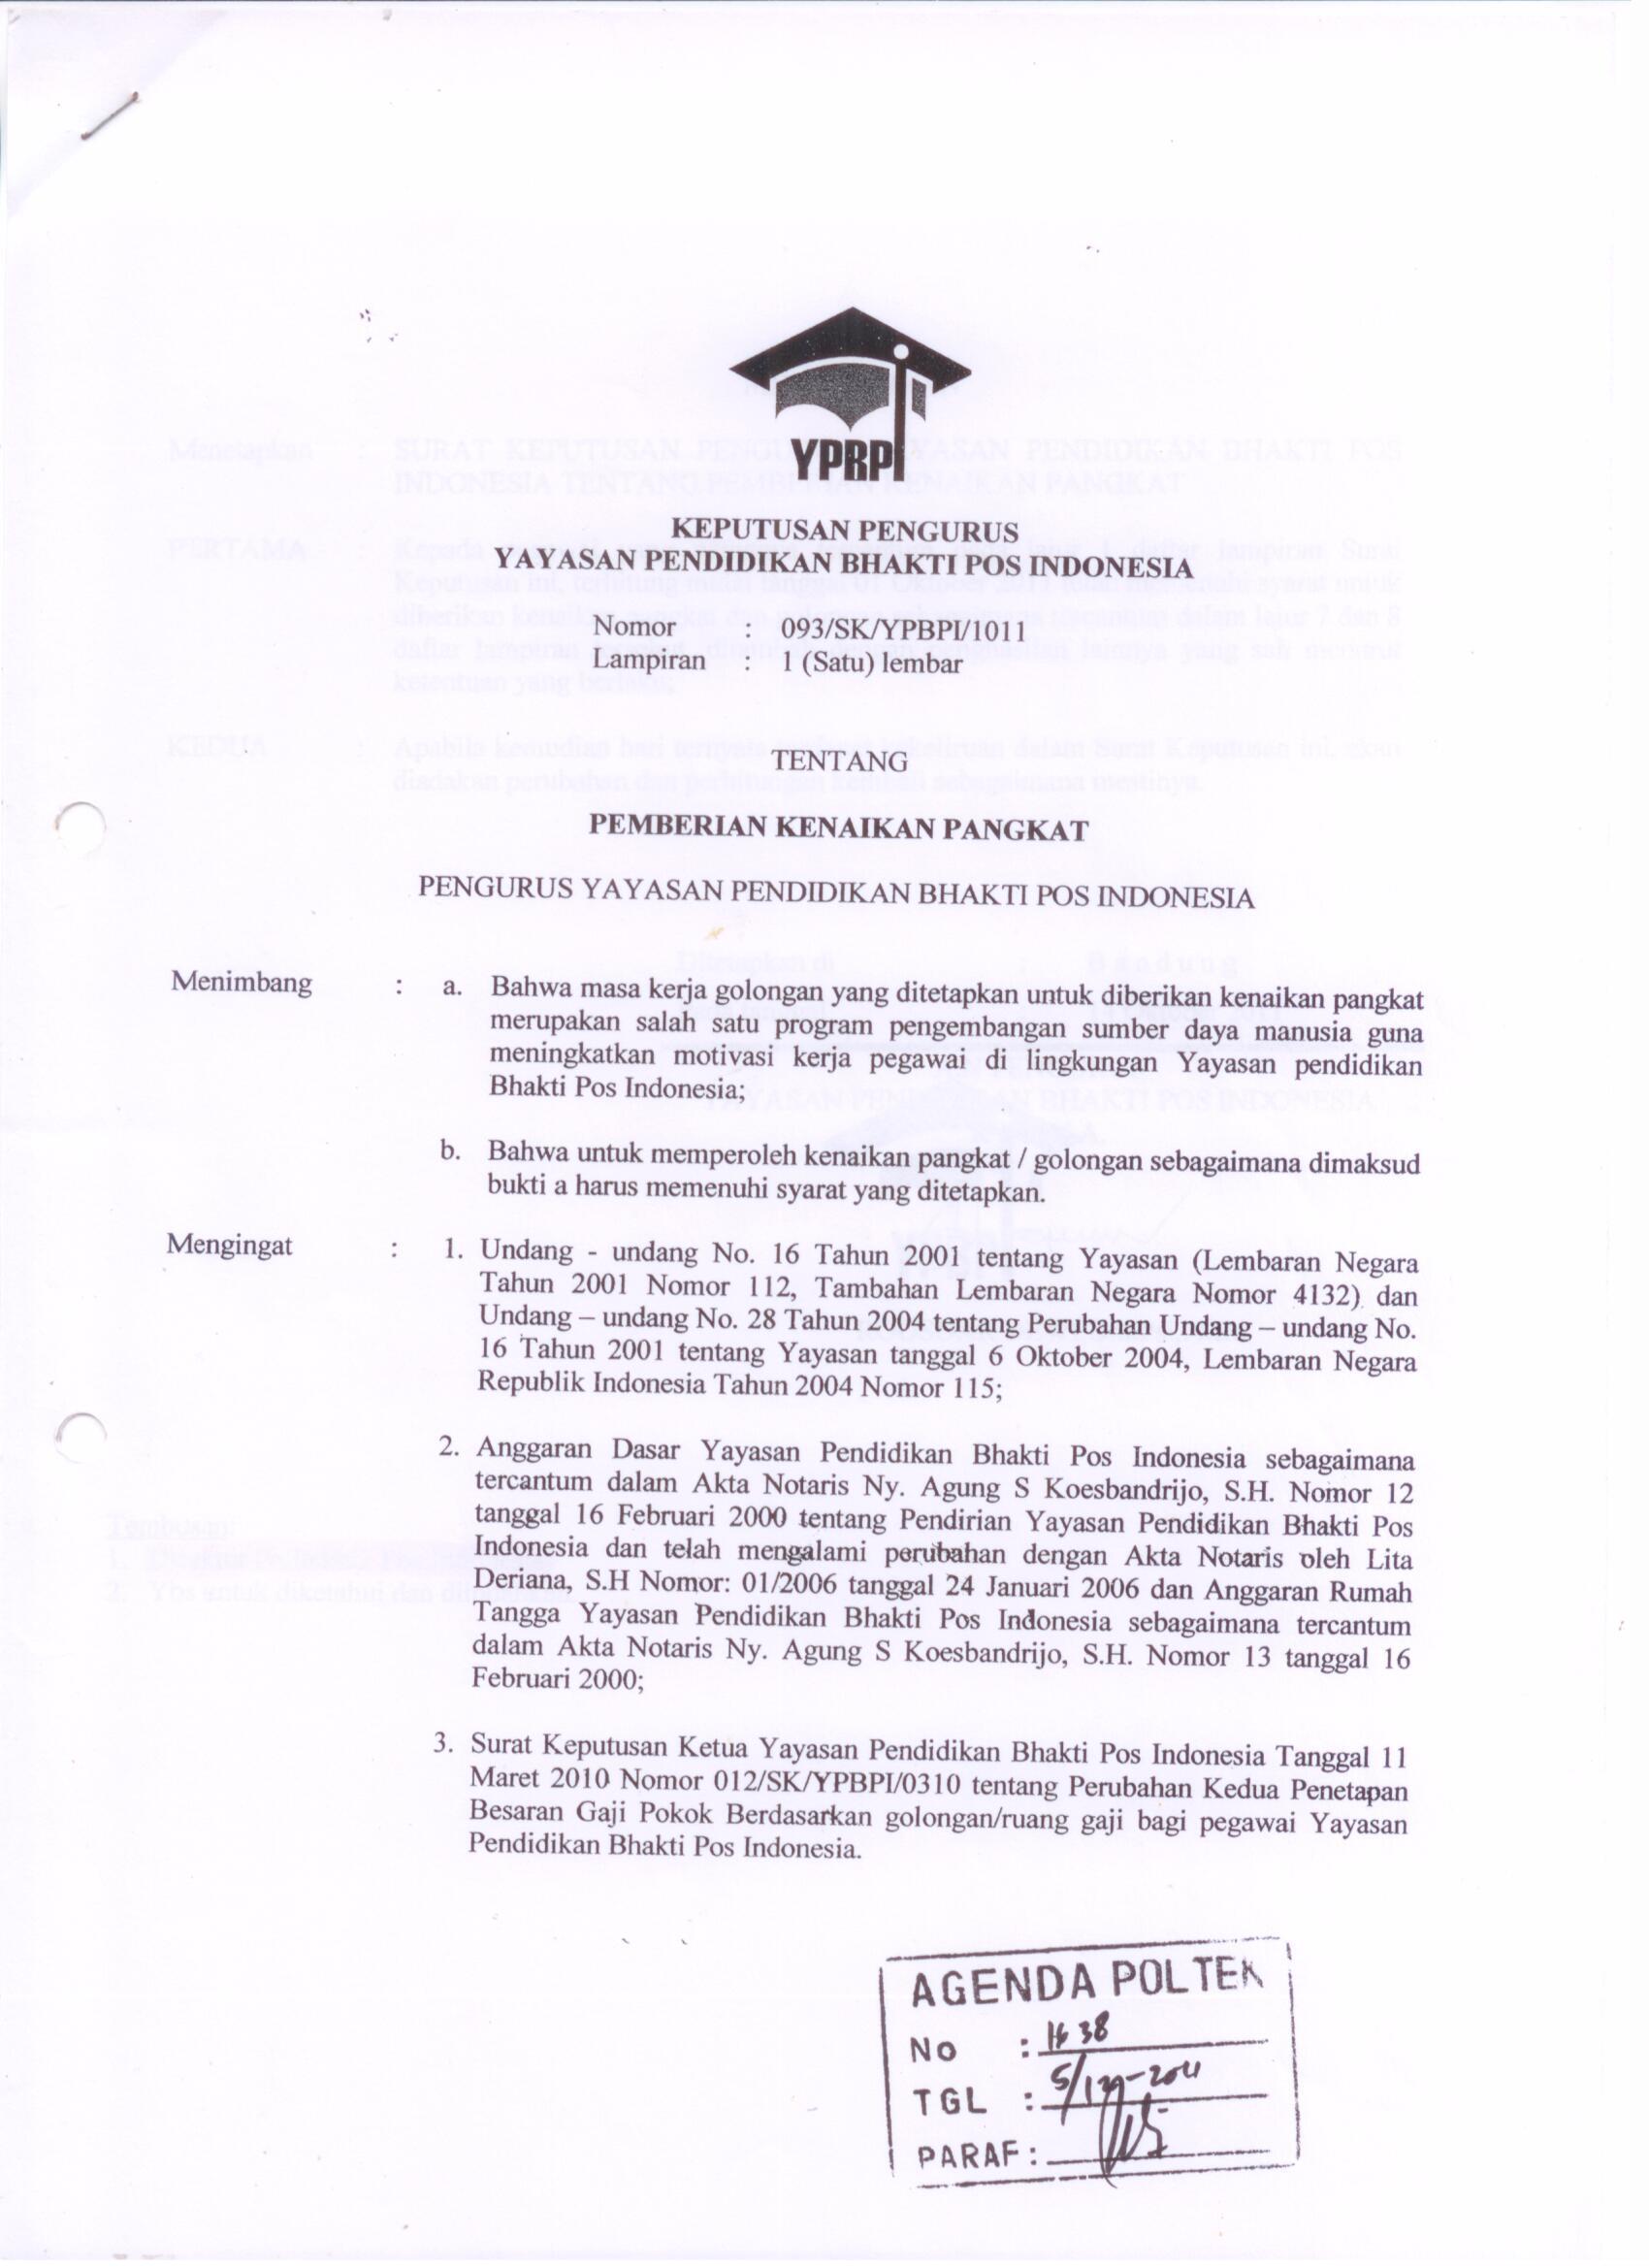 YPBPI
KEPUTUSAN PENGURUS
YAYASAN PENDIDIKAN BHAKTI POS INDONESIA
Nomor : 093/SK/YPBPI/1011
Lampiran : 1 (Satu) lembar
TENTANG
PEMBERIAN KENAIKAN PANGKAT
PENGURUS YAYASAN PENDIDIKAN BHAKTI POS INDONESIA
Menimbang : a. Bahwa masa kerja golongan yang ditetapkan untuk diberikan kenaikan pangkat
merupakan salah satu program pengembangan sumber daya manusia guna
meningkatkan motivasi kerja pegawai di lingkungan Yayasan pendidikan
Bhakti Pos Indonesia;
b. Bahwa untuk memperoleh kenaikan pangkat / golongan sebagaimana dimaksud
bukti a harus memenuhi syarat yang ditetapkan.
Mengingat : 1. Undang - undang No. 16 Tahun 2001 tentang Yayasan (Lembaran Negara
Tahun 2001 Nomor 112, Tambahan Lembaran Negara Nomor 4132) dan
Undang – undang No. 28 Tahun 2004 tentang Perubahan Undang – undang No.
16 Tahun 2001 tentang Yayasan tanggal 6 Oktober 2004, Lembaran Negara
Republik Indonesia Tahun 2004 Nomor 115;
2. Anggaran Dasar Yayasan Pendidikan Bhakti Pos Indonesia sebagaimana
tercantum dalam Akta Notaris Ny. Agung S Koesbandrijo, S.H. Nomor 12
tanggal 16 Februari 2000 tentang Pendirian Yayasan Pendidikan Bhakti Pos
Indonesia dan telah mengalami perubahan dengan Akta Notaris oleh Lita
Deriana, S.H Nomor: 01/2006 tanggal 24 Januari 2006 dan Anggaran Rumah
Tangga Yayasan Pendidikan Bhakti Pos Indonesia sebagaimana tercantum
dalam Akta Notaris Ny. Agung S Koesbandrijo, S.H. Nomor 13 tanggal 16
Februari 2000;
3. Surat Keputusan Ketua Yayasan Pendidikan Bhakti Pos Indonesia Tanggal 11
Maret 2010 Nomor 012/SK/YPBPI/0310 tentang Perubahan Kedua Penetapan
Besaran Gaji Pokok Berdasarkan golongan/ruang gaji bagi pegawai Yayasan
Pendidikan Bhakti Pos Indonesia.
AGENDA POLTEK
No : 1638
TGL :
PARAF :